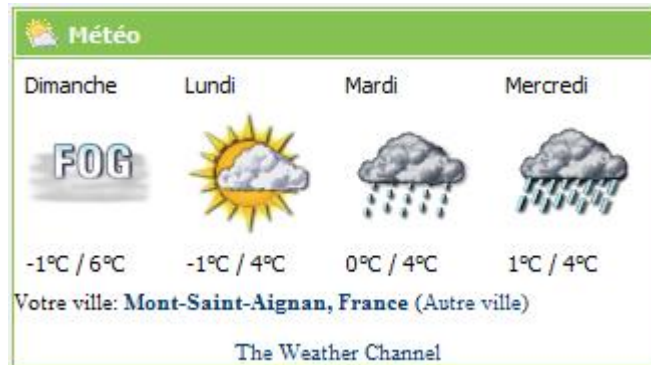 Météo
Dimanche Lundi Mardi Mercredi
FOG
-1°C / 6°C -1°C / 4°C 0°C / 4°C 1°C / 4°C
Votre ville: Mont-Saint-Aignan, France (Autre ville)
The Weather Channel